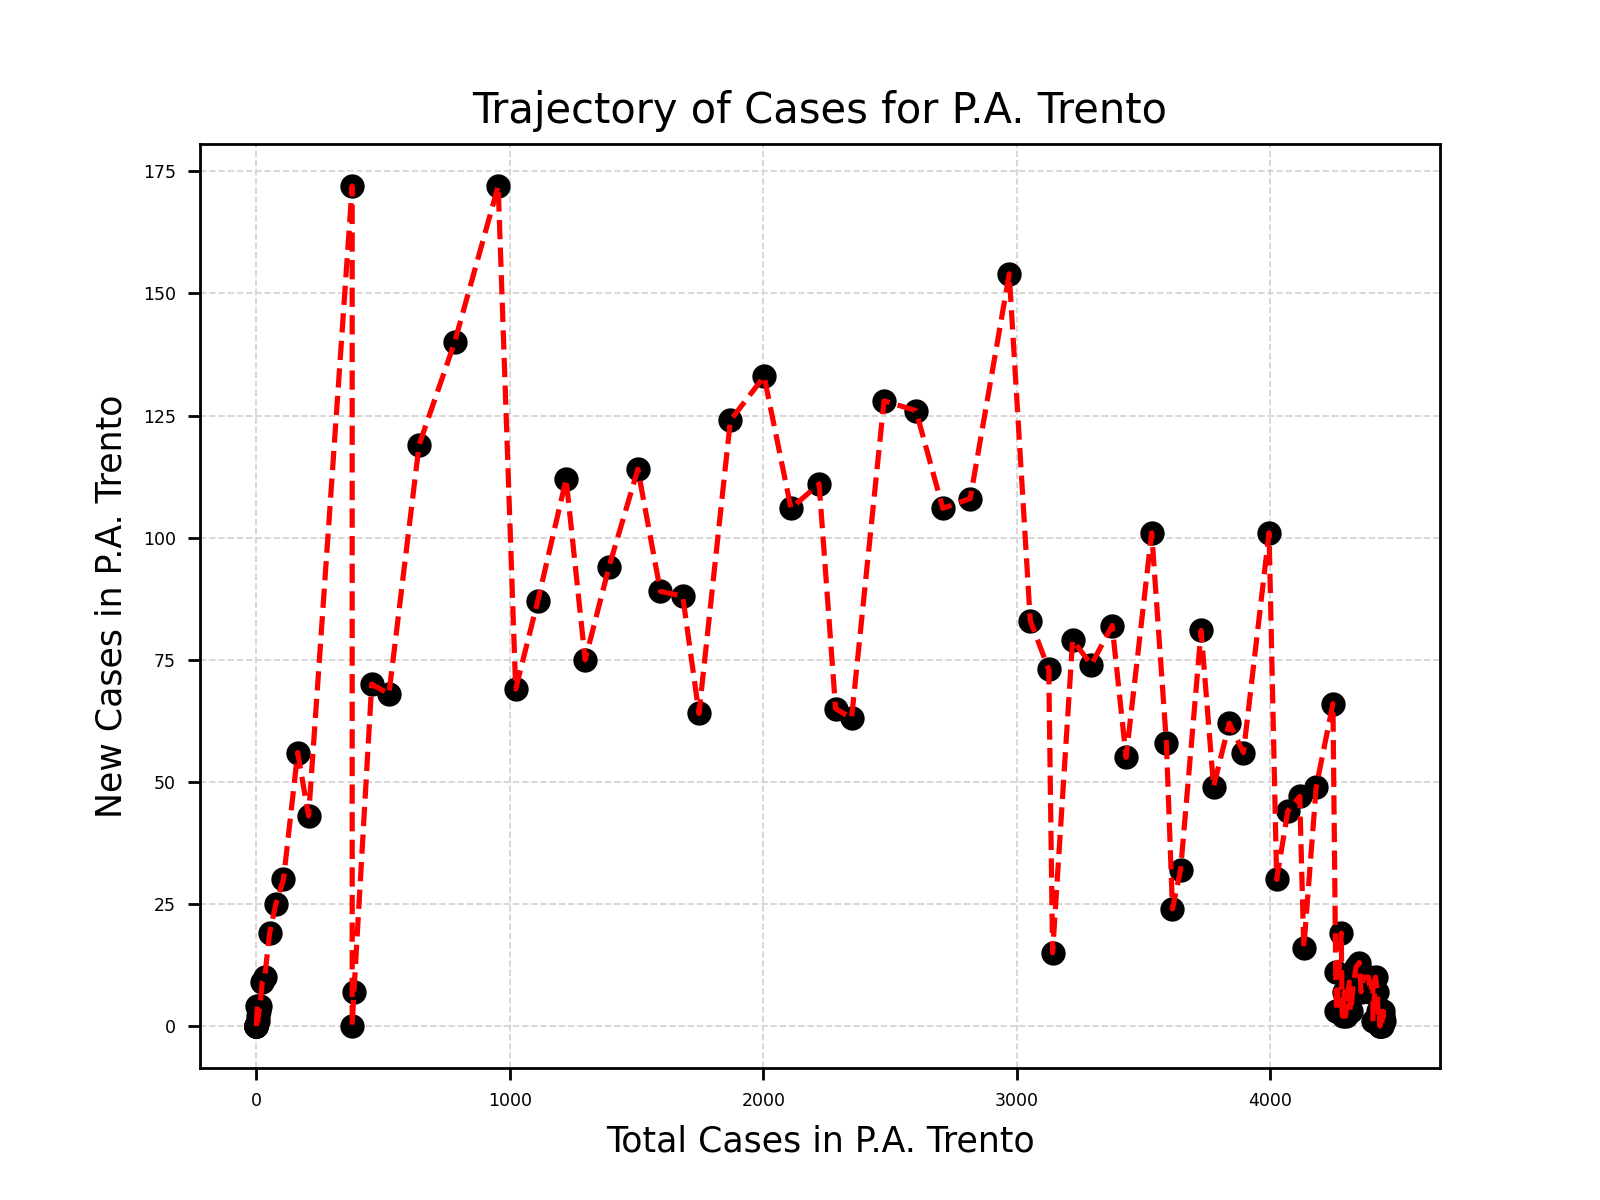 Trajectory of Cases for P.A. Trento
175
150
125
100
75
50
25
0
New Cases in P.A. Trento
0 1000 2000 3000 4000
Total Cases in P.A. Trento